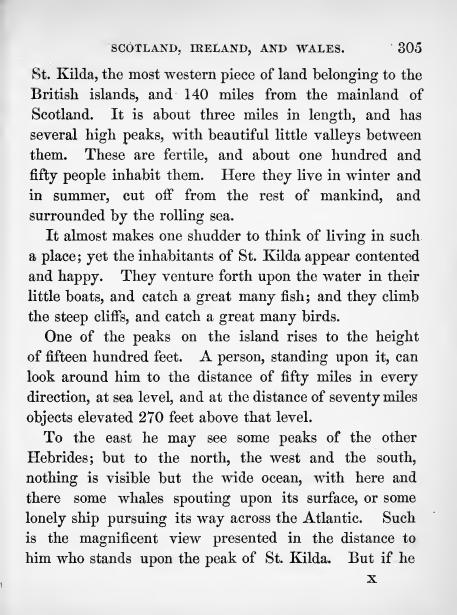 SCOTLAND, IRELAND, AND WALES. 305
St. Kilda, the most western piece of land belonging to the
British islands, and 140 miles from the mainland of
Scotland. It is about three miles in length, and has
several high peaks, with beautiful little valleys between
them. These are fertile, and about one hundred and
fifty people inhabit them. Here they live in winter and
in summer, cut off from the rest of mankind, and
surrounded by the rolling sea.
It almost makes one shudder to think of living in such
a place; yet the inhabitants of St. Kilda appear contented
and happy. They venture forth upon the water in their
little boats, and catch a great many fish; and they climb
the steep cliffs, and catch a great many birds.
One of the peaks on the island rises to the height
of fifteen hundred feet. A person, standing upon it, can
look around him to the distance of fifty miles in every
direction, at sea level, and at the distance of seventy miles
objects elevated 270 feet above that level.
To the east he may see some peaks of the other
Hebrides; but to the north, the west and the south,
nothing is visible but the wide ocean, with here and
there some whales spouting upon its surface, or some
lonely ship pursuing its way across the Atlantic. Such
is the magnificent view presented in the distance to
him who stands upon the peak of St. Kilda. But if he
X